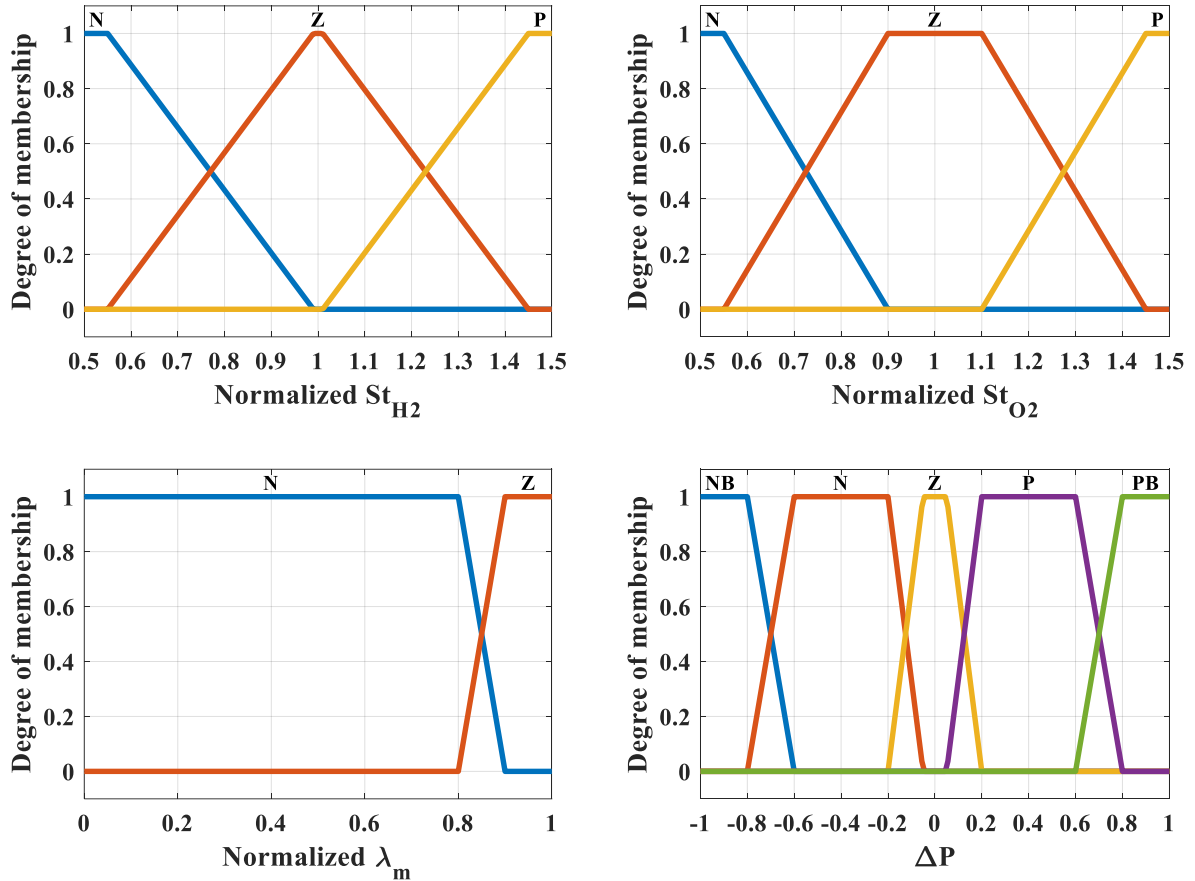 N Z P
1
0.8
0.6
0.4
0.2
0
Degree of membership
0.5 0.6 0.7 0.8 0.9 1 1.1 1.2 1.3 1.4 1.5
Normalized St_H2
N Z P
1
0.8
0.6
0.4
0.2
0
Degree of membership
0.5 0.6 0.7 0.8 0.9 1 1.1 1.2 1.3 1.4 1.5
Normalized St_O2
N Z
1
0.8
0.6
0.4
0.2
0
Degree of membership
0 0.2 0.4 0.6 0.8 1
Normalized λ_m
NB N Z P PB
1
0.8
0.6
0.4
0.2
0
Degree of membership
-1 -0.8 -0.6 -0.4 -0.2 0 0.2 0.4 0.6 0.8 1
ΔP